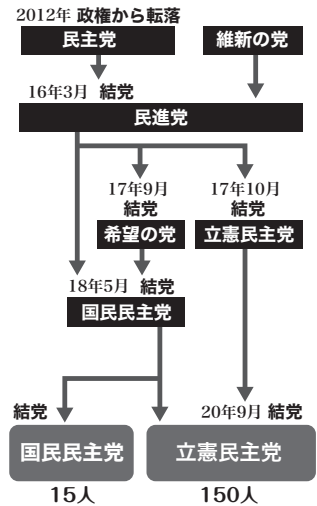 2012年 政権から転落
民主党 維新の党
16年3月 結党
民進党
17年9月 17年10月
結党 結党
希望の党 立憲民主党
18年5月 結党
国民民主党
結党 20年9月 結党
国民民主党 立憲民主党
15人 150人